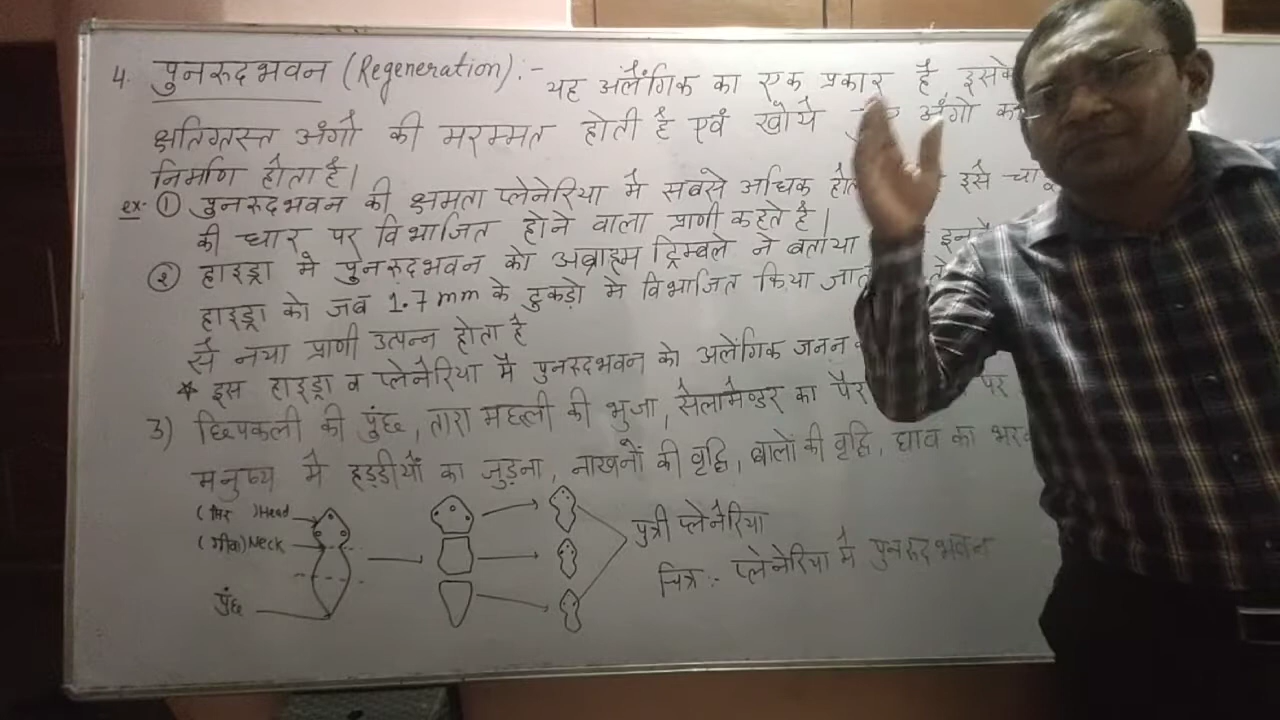 4. पुनरुदभवन (Regeneration) :- यह अलैंगिक का एक प्रकार है, इसके
क्षतिग्रस्त अंगो की मरम्मत होती है एवं खोये हुए अंगो का
निर्माण होता है।
ex- ① पुनरुदभवन की क्षमता प्लेनेरिया मे सबसे अधिक इसे चाकू
की धार पर विभाजित होने वाला प्राणी कहते है।
② हाइड्रा मे पुनरुदभवन को अब्राहम ट्रिम्बले ने बताया
हाइड्रा को जब 1.7 mm के टुकड़ो मे विभाजित किया
से नया प्राणी उत्पन्न होता है
* इस हाइड्रा व प्लेनेरिया मे पुनरुदभवन को अलैंगिक जनन
3) छिपकली की पुंछ, तारा मछली की भुजा, सैलामेण्डर का पैर पर
मनुष्य मे हड्डीयों का जुड़ना, नाखुनों की वृद्धि, बालों की वृद्धि, घाव का
(सिर ) Head
(ग्रीवा) Neck
पुंछ
पुत्री प्लेनेरिया
चित्र :- प्लेनेरिया मे पुनरुदभवन